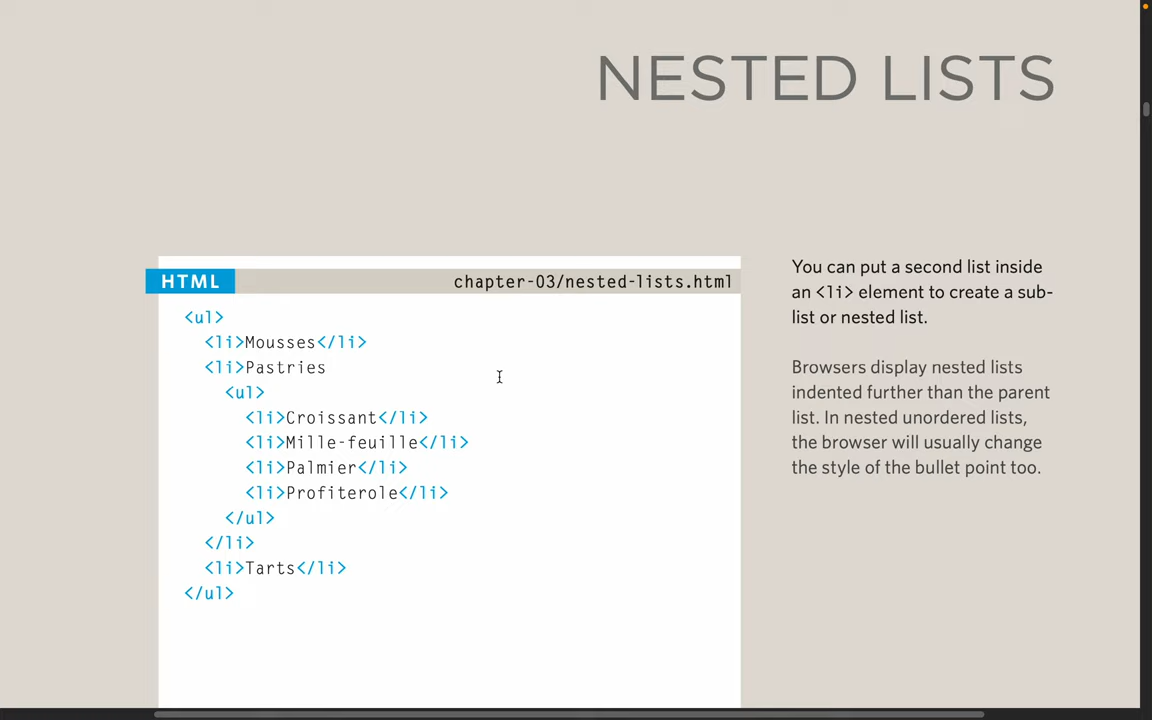 NESTED LISTS
HTML chapter-03/nested-lists.html
<ul>
<li>Mousses</li>
<li>Pastries
<ul>
<li>Croissant</li>
<li>Mille-feuille</li>
<li>Palmier</li>
<li>Profiterole</li>
</ul>
</li>
<li>Tarts</li>
</ul>
You can put a second list inside
an <li> element to create a sub-
list or nested list.
Browsers display nested lists
indented further than the parent
list. In nested unordered lists,
the browser will usually change
the style of the bullet point too.